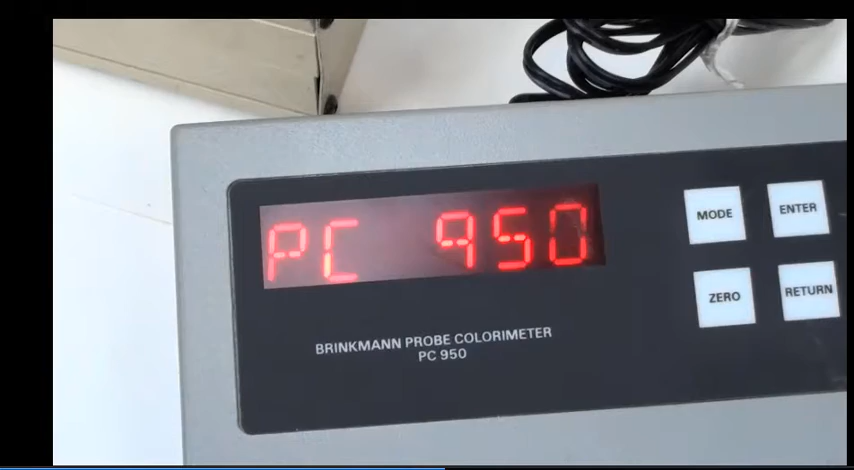 PC 950
MODE ENTER
ZERO RETURN
BRINKMANN PROBE COLORIMETER
PC 950